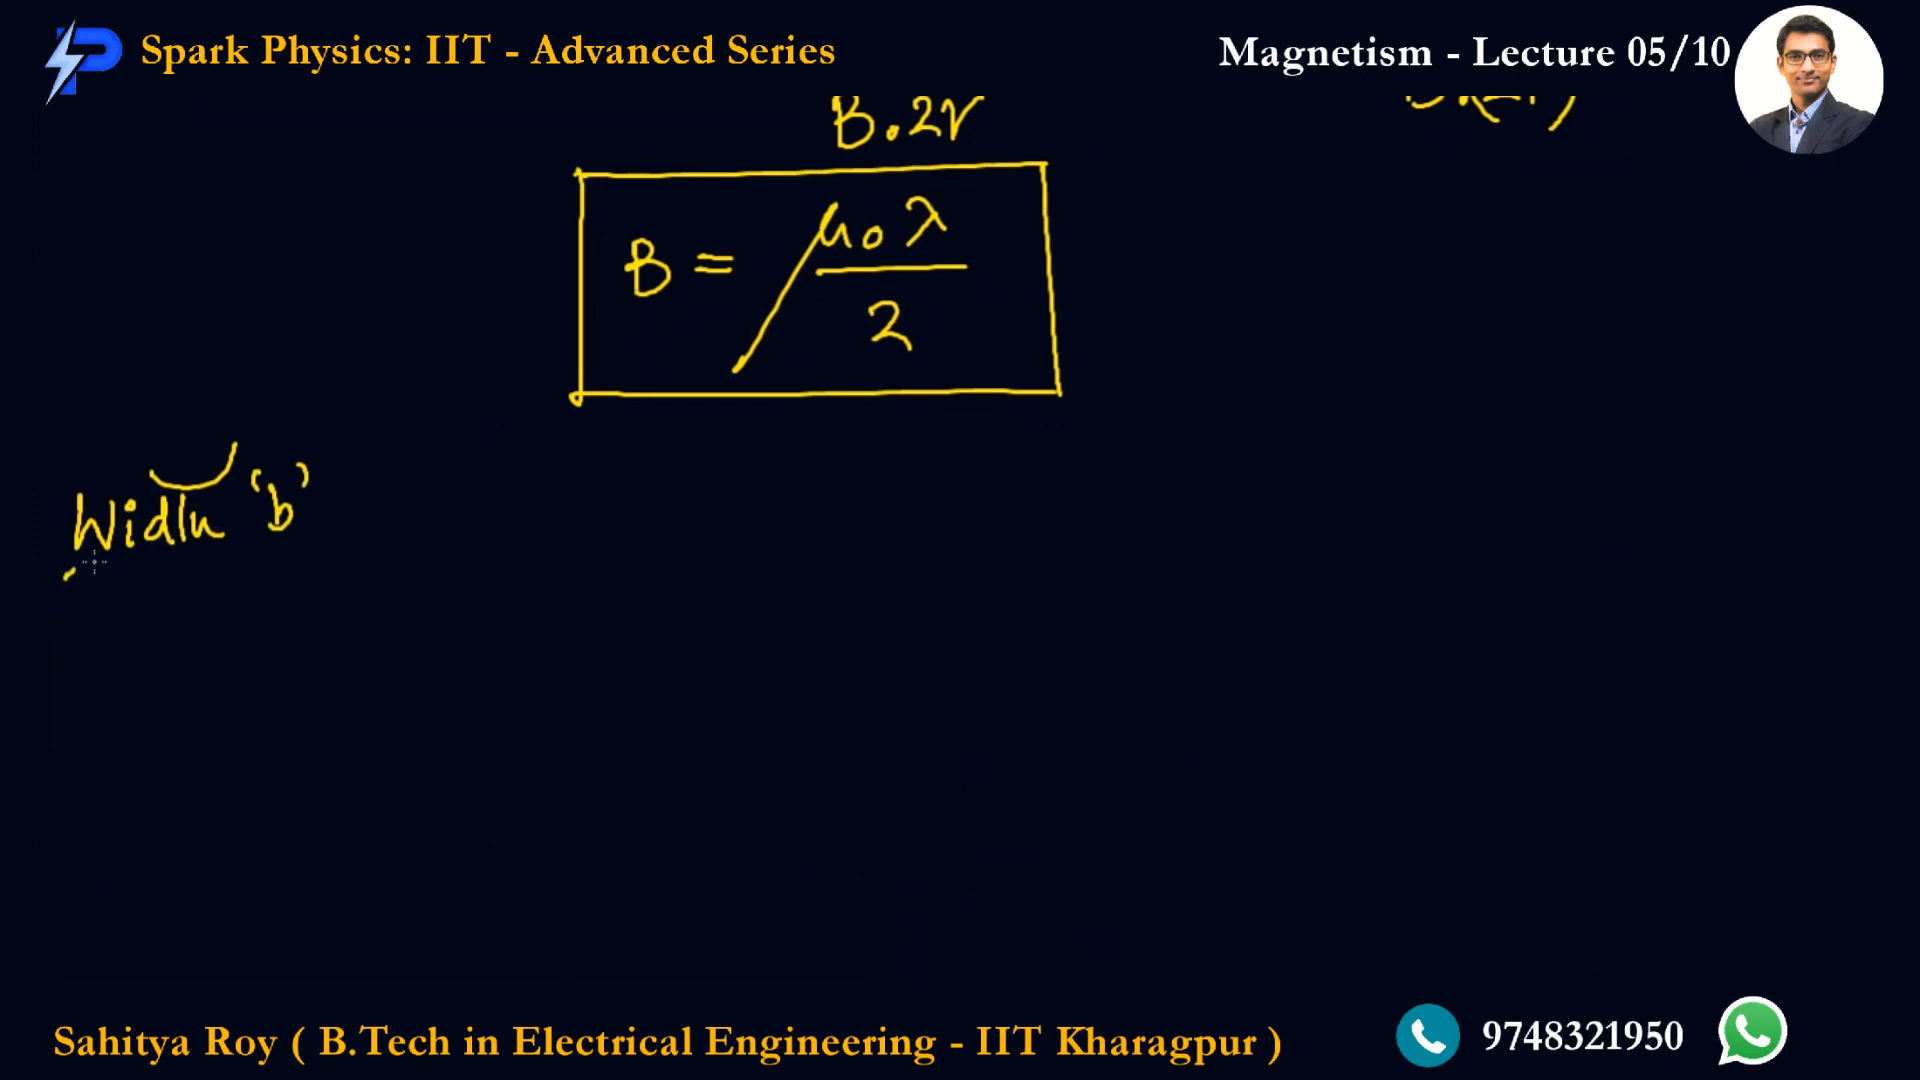 Spark Physics: IIT - Advanced Series
Magnetism - Lecture 05/10
B.2r
B = μ₀λ/2
Width 'b'
Sahitya Roy ( B.Tech in Electrical Engineering - IIT Kharagpur )
9748321950